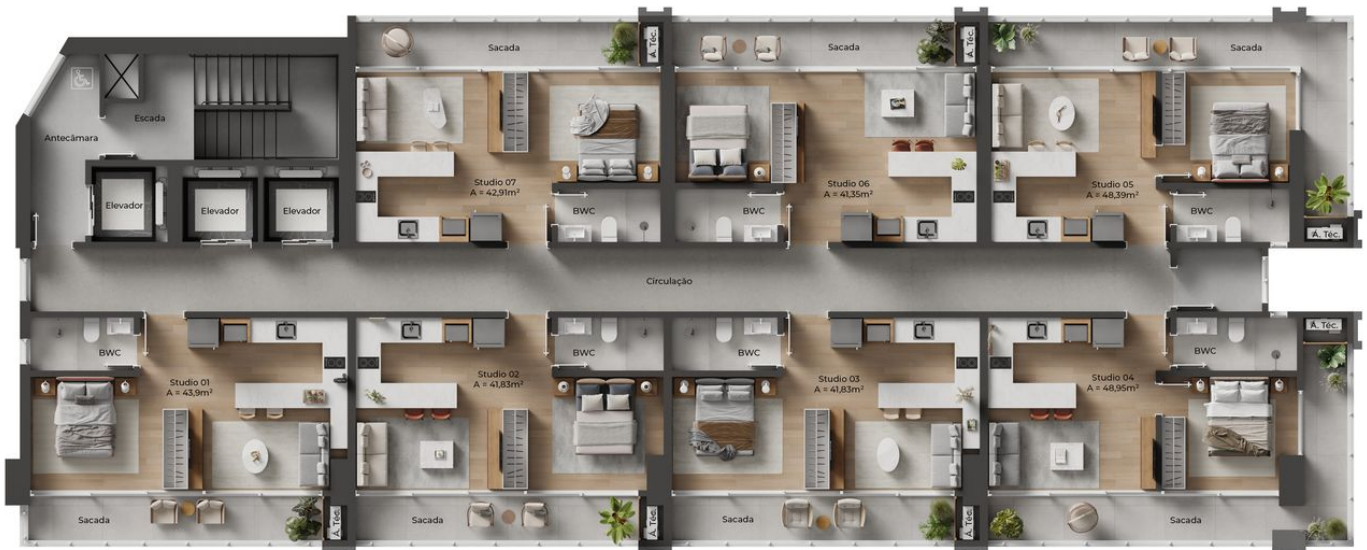 Sacada
A. Téc.
Sacada
A. Téc.
Sacada
Escada
Antecâmara
Elevador
Elevador
Elevador
Studio 07
A = 42,91m²
BWC
BWC
Studio 06
A = 41,35m²
Studio 05
A = 48,39m²
BWC
A. Téc.
Circulação
BWC
Studio 01
A = 43,9m²
Studio 02
A = 41,83m²
BWC
BWC
Studio 03
A = 41,83m²
Studio 04
A = 48,95m²
BWC
A. Téc.
Sacada
A. Téc.
Sacada
A. Téc.
Sacada
A. Téc.
Sacada